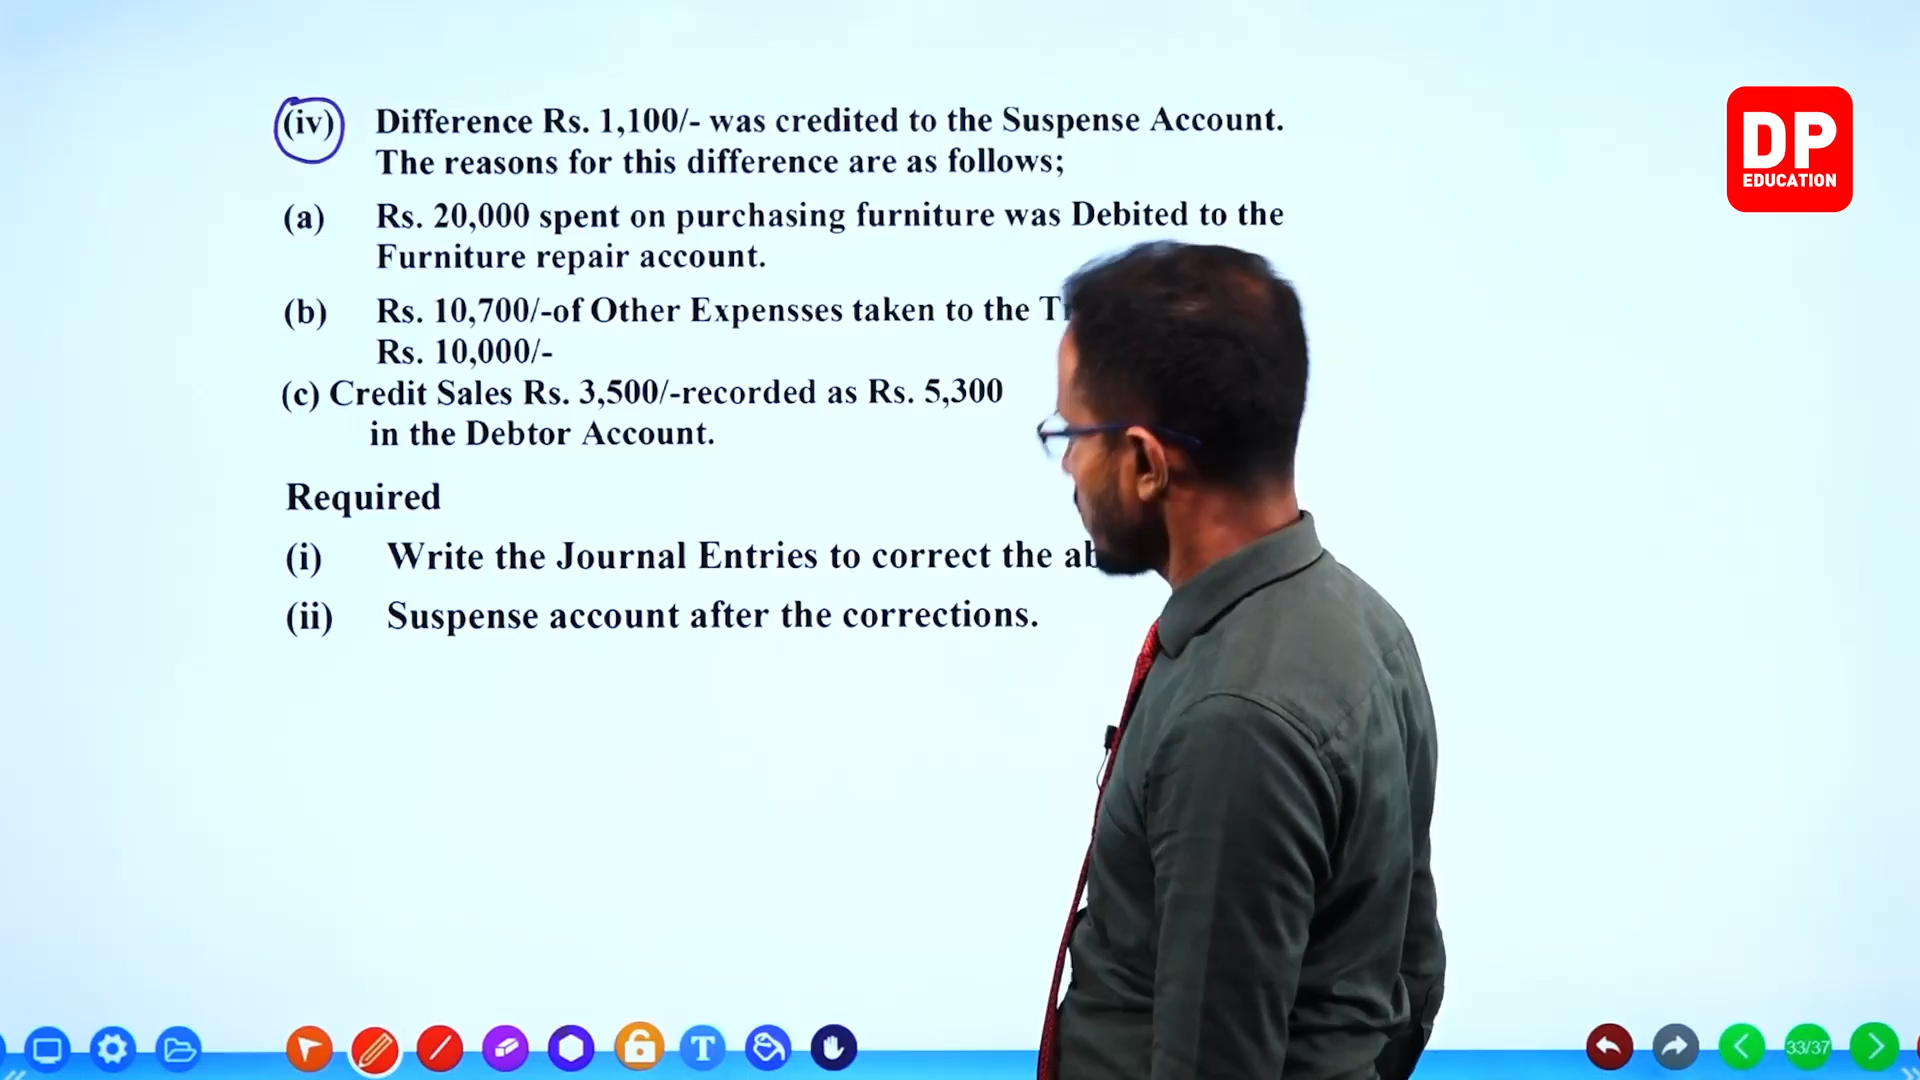 (iv) Difference Rs. 1,100/- was credited to the Suspense Account.
The reasons for this difference are as follows;
(a) Rs. 20,000 spent on purchasing furniture was Debited to the
Furniture repair account.
(b) Rs. 10,700/-of Other Expensses taken to the
Rs. 10,000/-
(c) Credit Sales Rs. 3,500/-recorded as Rs. 5,300
in the Debtor Account.
Required
(i) Write the Journal Entries to correct the
(ii) Suspense account after the corrections.
DP
EDUCATION
T
33/37